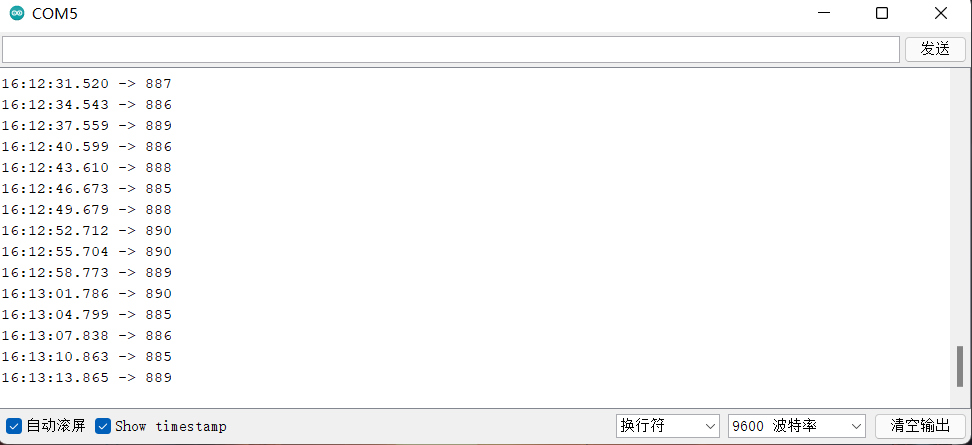 COM5
发送
16:12:31.520 -> 887
16:12:34.543 -> 886
16:12:37.559 -> 889
16:12:40.599 -> 886
16:12:43.610 -> 888
16:12:46.673 -> 885
16:12:49.679 -> 888
16:12:52.712 -> 890
16:12:55.704 -> 890
16:12:58.773 -> 889
16:13:01.786 -> 890
16:13:04.799 -> 885
16:13:07.838 -> 886
16:13:10.863 -> 885
16:13:13.865 -> 889
自动滚屏 Show timestamp 换行符 9600 波特率 清空输出